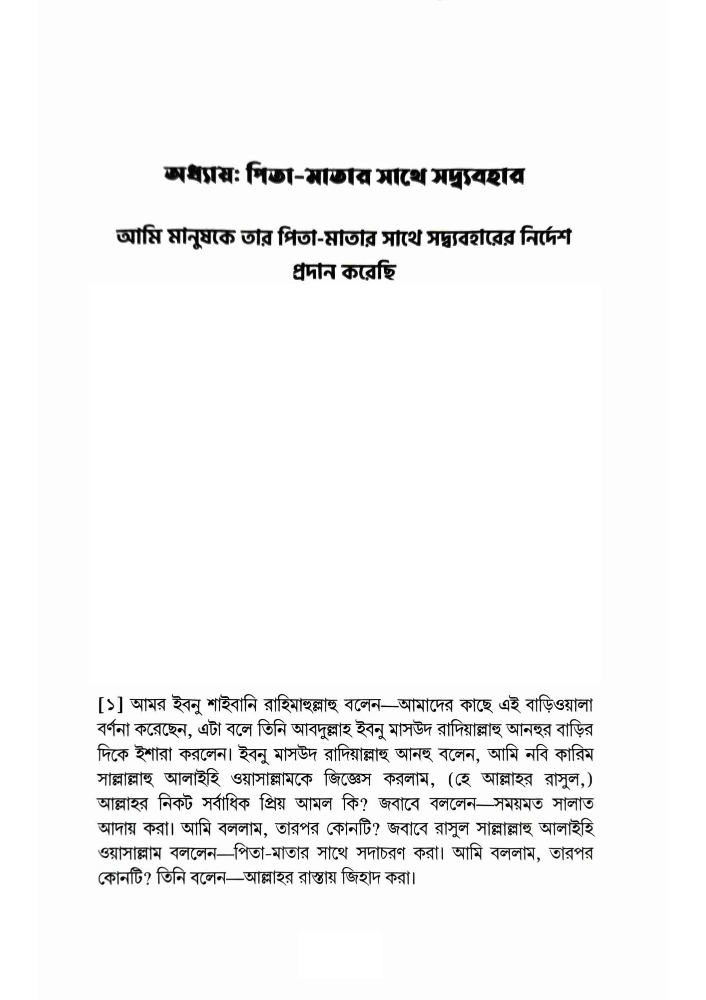 অধ্যায়: পিতা-মাতার সাথে সদ্ব্যবহার
আমি মানুষকে তার পিতা-মাতার সাথে সদ্ব্যবহারের নির্দেশ
প্রদান করেছি
[১] আমর ইবনু শাইবানি রাহিমাহুল্লাহু বলেন—আমাদের কাছে এই বাড়িওয়ালা
বর্ণনা করেছেন, এটা বলে তিনি আবদুল্লাহ ইবনু মাসউদ রাদিয়াল্লাহু আনহুর বাড়ির
দিকে ইশারা করলেন। ইবনু মাসউদ রাদিয়াল্লাহু আনহু বলেন, আমি নবি কারিম
সাল্লাল্লাহু আলাইহি ওয়াসাল্লামকে জিজ্ঞেস করলাম, (হে আল্লাহর রাসুল,)
আল্লাহর নিকট সর্বাধিক প্রিয় আমল কি? জবাবে বললেন—সময়মত সালাত
আদায় করা। আমি বললাম, তারপর কোনটি? জবাবে রাসুল সাল্লাল্লাহু আলাইহি
ওয়াসাল্লাম বললেন—পিতা-মাতার সাথে সদাচরণ করা। আমি বললাম, তারপর
কোনটি? তিনি বলেন—আল্লাহর রাস্তায় জিহাদ করা।